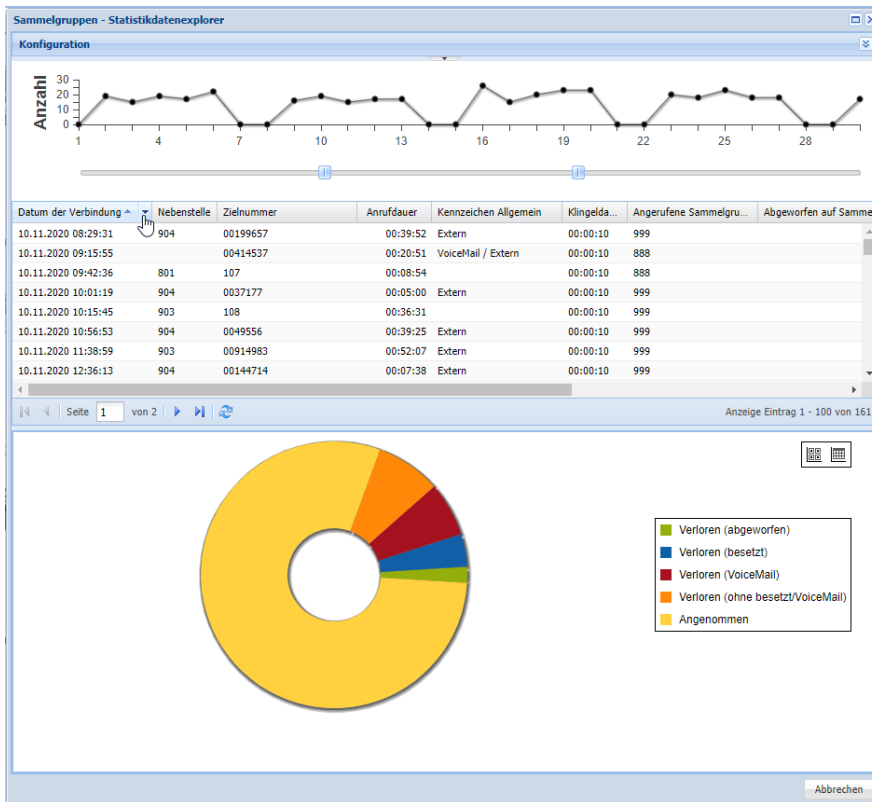 Sammelgruppen - Statistikdatenexplorer
Konfiguration
Anzahl
30
20
10
0
1 4 7 10 13 16 19 22 25 28
Datum der Verbindung Nebenstelle Zielnummer Anrufdauer Kennzeichen Allgemein Klingelda... Angerufene Sammelgru... Abgeworfen auf Samme
10.11.2020 08:29:31 904 00199657 00:39:52 Extern 00:00:10 999
10.11.2020 09:15:55 00414537 00:20:51 VoiceMail / Extern 00:00:10 888
10.11.2020 09:42:36 801 107 00:08:54 00:00:10 888
10.11.2020 10:01:19 904 0037177 00:05:00 Extern 00:00:10 999
10.11.2020 10:15:45 903 108 00:36:31 00:00:10 999
10.11.2020 10:56:53 904 0049556 00:39:25 Extern 00:00:10 999
10.11.2020 11:38:59 903 00914983 00:52:07 Extern 00:00:10 999
10.11.2020 12:36:13 904 00144714 00:07:38 Extern 00:00:10 999
Seite 1 von 2 Anzeige Eintrag 1 - 100 von 161
Verloren (abgeworfen)
Verloren (besetzt)
Verloren (VoiceMail)
Verloren (ohne besetzt/VoiceMail)
Angenommen
Abbrechen